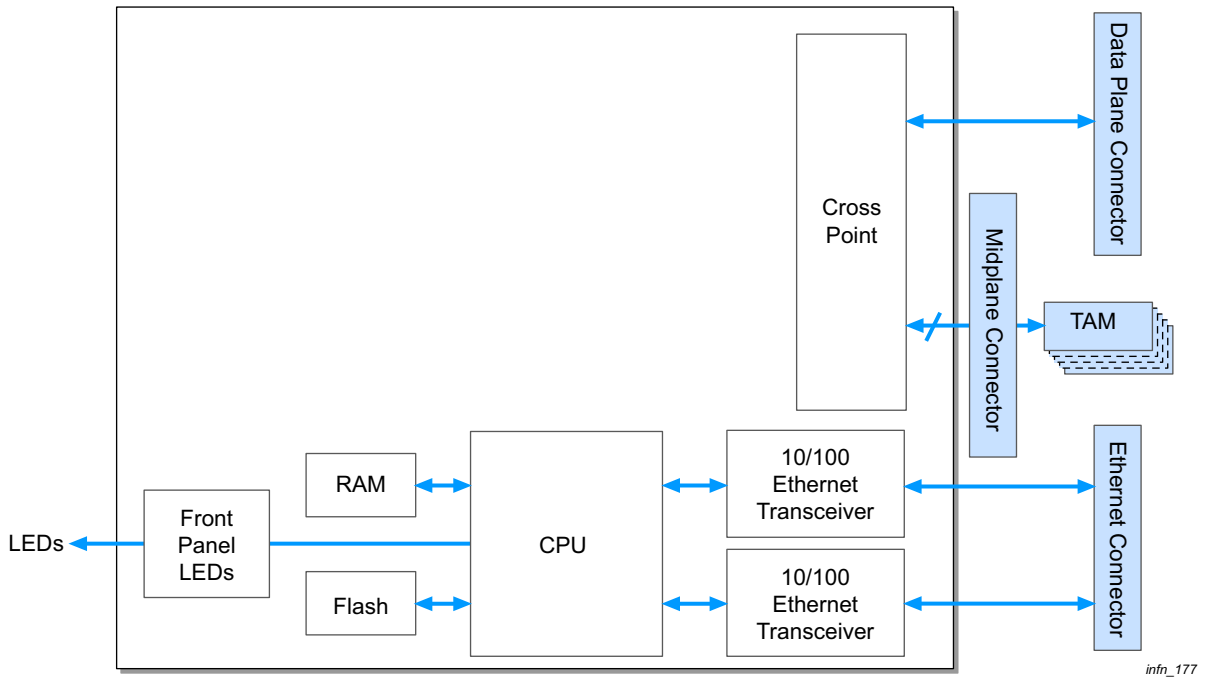 Data Plane Connector
Cross
Point
Midplane Connector
TAM
RAM
CPU
10/100
Ethernet
Transceiver
Ethernet Connector
LEDs
Front
Panel
LEDs
Flash
10/100
Ethernet
Transceiver
infn_177